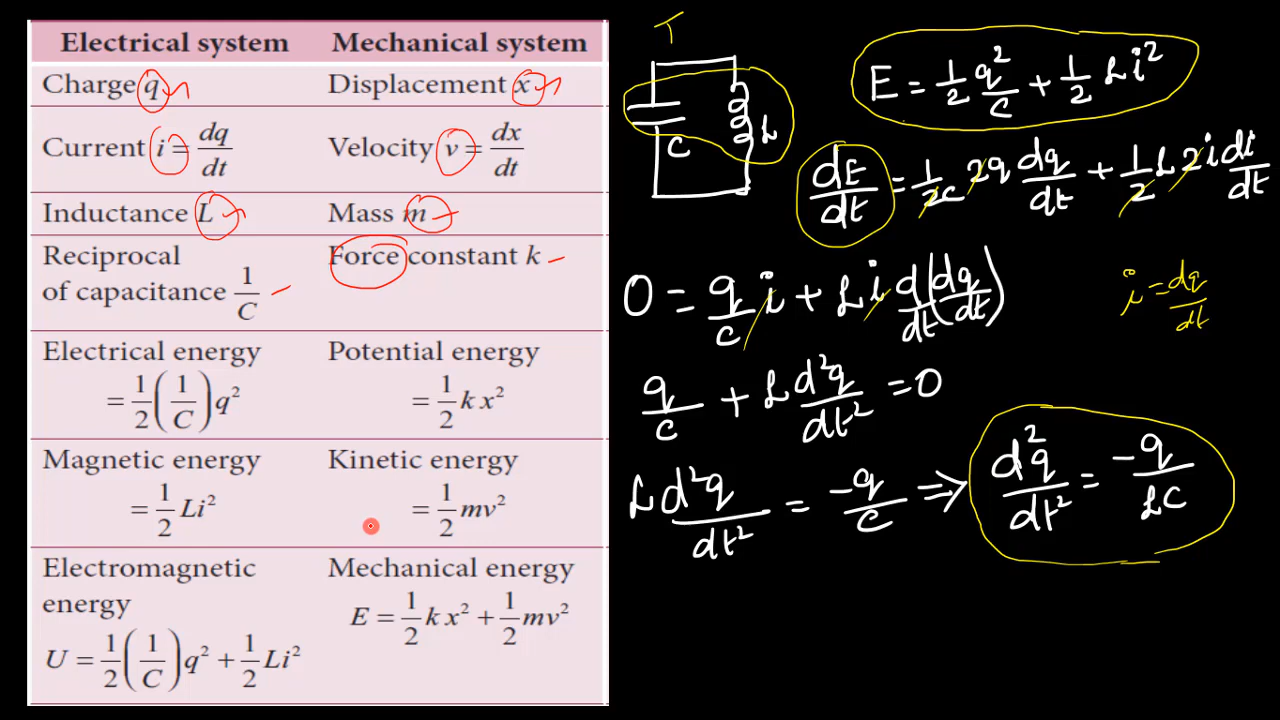 Electrical system Mechanical system
Charge q Displacement x
Current i = dq/dt Velocity v = dx/dt
Inductance L Mass m
Reciprocal of capacitance 1/C Force constant k
Electrical energy = 1/2 (1/C) q² Potential energy = 1/2 k x²
Magnetic energy = 1/2 Li² Kinetic energy = 1/2 mv²
Electromagnetic energy U = 1/2 (1/C) q² + 1/2 Li² Mechanical energy E = 1/2 k x² + 1/2 mv²
T
C L
E = 1/2 q²/C + 1/2 Li²
dE/dt = 1/2C 2q dq/dt + 1/2 L 2i di/dt
0 = q/C i + Li d/dt (dq/dt)
i = dq/dt
q/C + L d²q/dt² = 0
L d²q/dt² = -q/C ⇒ d²q/dt² = -q/LC